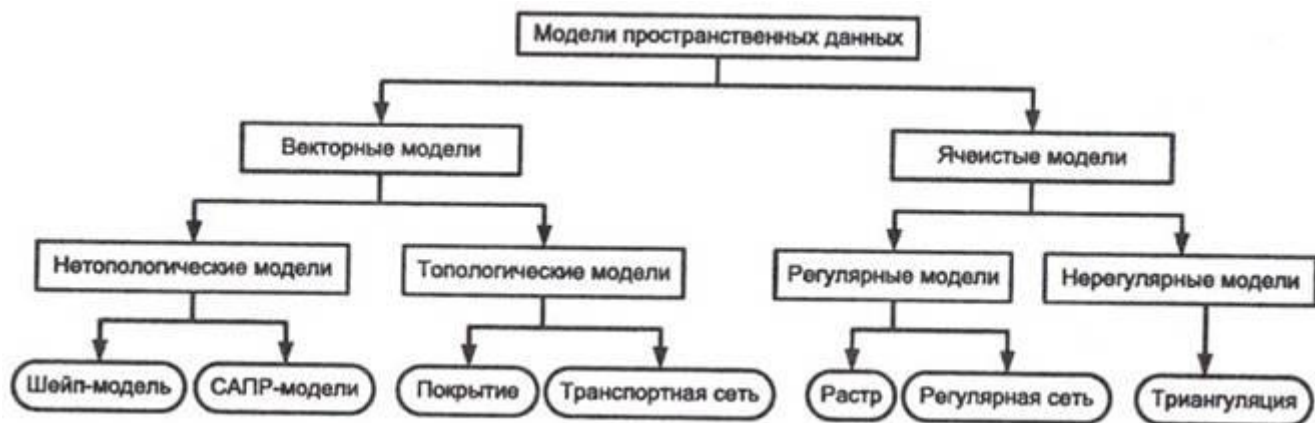 Модели пространственных данных
Векторные модели
Ячеистые модели
Нетопологические модели
Топологические модели
Регулярные модели
Нерегулярные модели
Шейп-модель
САПР-модели
Покрытие
Транспортная сеть
Растр
Регулярная сеть
Триангуляция